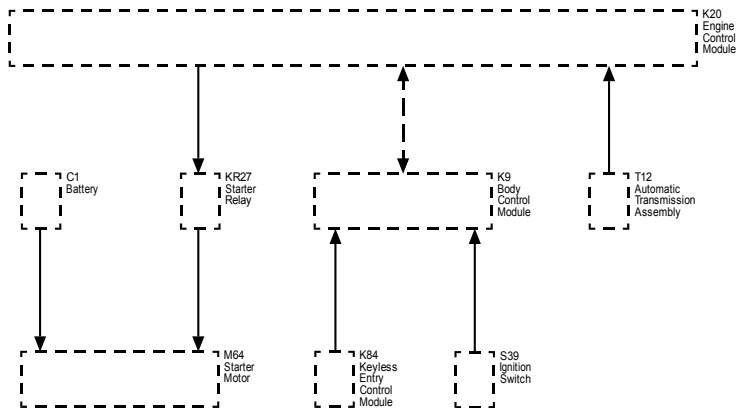 K20
Engine
Control
Module
C1
Battery
KR27
Starter
Relay
K9
Body
Control
Module
T12
Automatic
Transmission
Assembly
M64
Starter
Motor
K84
Keyless
Entry
Control
Module
S39
Ignition
Switch